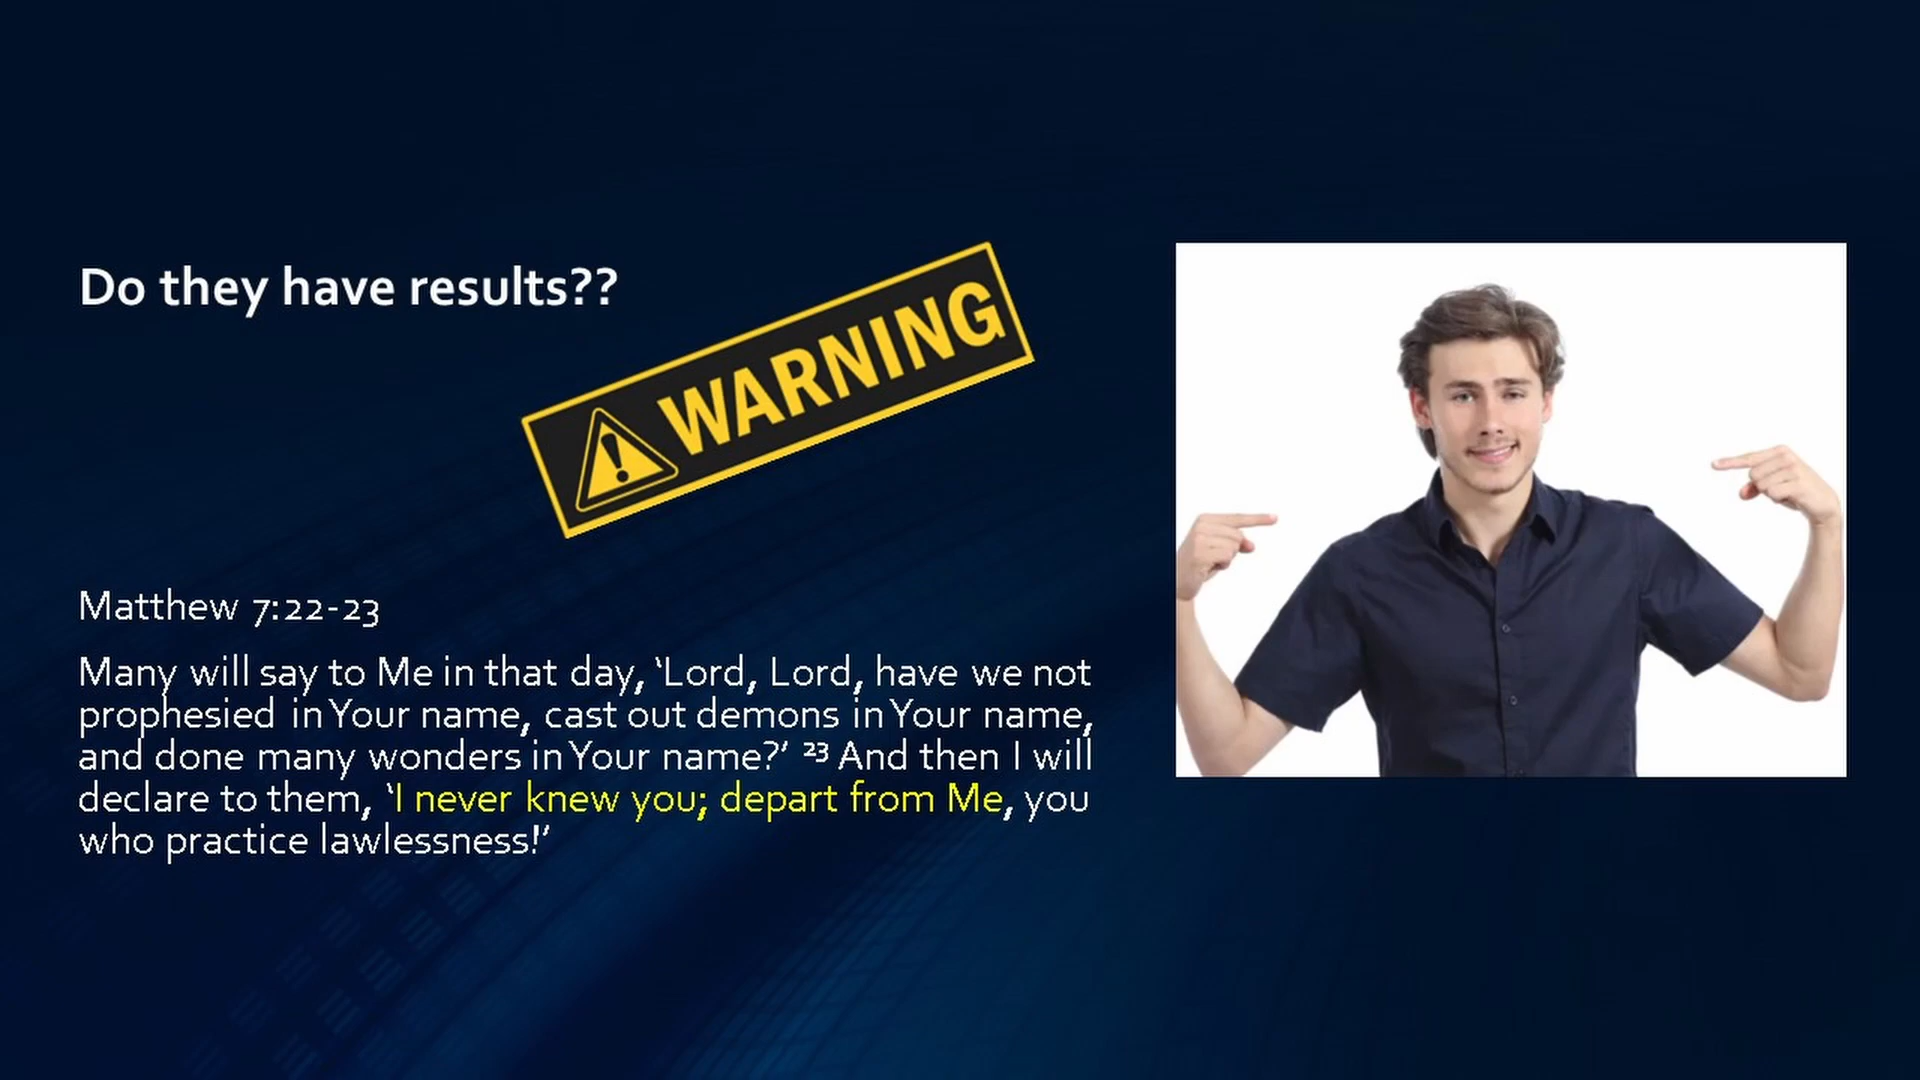 Do they have results??
WARNING
Matthew 7:22-23
Many will say to Me in that day, ‘Lord, Lord, have we not
prophesied in Your name, cast out demons in Your name,
and done many wonders in Your name?’ ²³ And then I will
declare to them, ‘I never knew you; depart from Me, you
who practice lawlessness!’